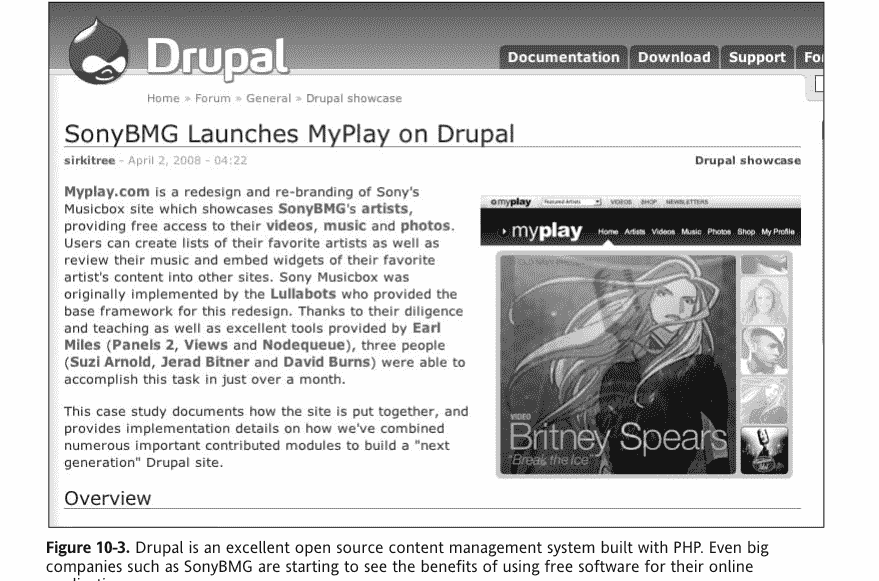 Drupal
Documentation Download Support
Home » Forum » General » Drupal showcase
SonyBMG Launches MyPlay on Drupal
sirkitree - April 2, 2008 - 04:22
Drupal showcase
Myplay.com is a redesign and re-branding of Sony's
Musicbox site which showcases SonyBMG's artists,
providing free access to their videos, music and photos.
Users can create lists of their favorite artists as well as
review their music and embed widgets of their favorite
artist's content into other sites. Sony Musicbox was
originally implemented by the Lullabots who provided the
base framework for this redesign. Thanks to their diligence
and teaching as well as excellent tools provided by Earl
Miles (Panels 2, Views and Nodequeue), three people
(Suzi Arnold, Jerad Bitner and David Burns) were able to
accomplish this task in just over a month.
This case study documents how the site is put together, and
provides implementation details on how we've combined
numerous important contributed modules to build a "next
generation" Drupal site.
Overview
myplay Featured Artists VIDEOS SHOP NEWSLETTERS
myplay Home Artists Videos Music Photos Shop My Profile
VIDEO
Britney Spears
"Break the Ice"
Figure 10-3. Drupal is an excellent open source content management system built with PHP. Even big
companies such as SonyBMG are starting to see the benefits of using free software for their online